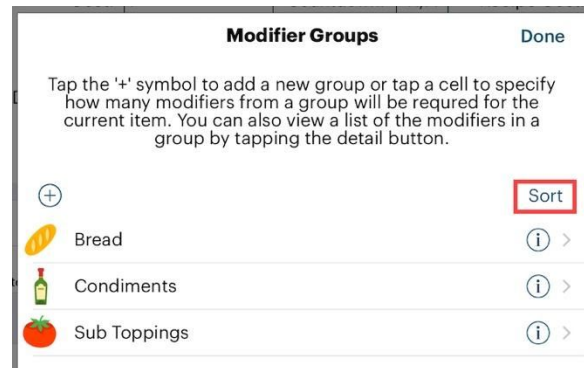 Modifier Groups
Done
Tap the '+' symbol to add a new group or tap a cell to specify
how many modifiers from a group will be requred for the
current item. You can also view a list of the modifiers in a
group by tapping the detail button.
Sort
Bread
Condiments
Sub Toppings